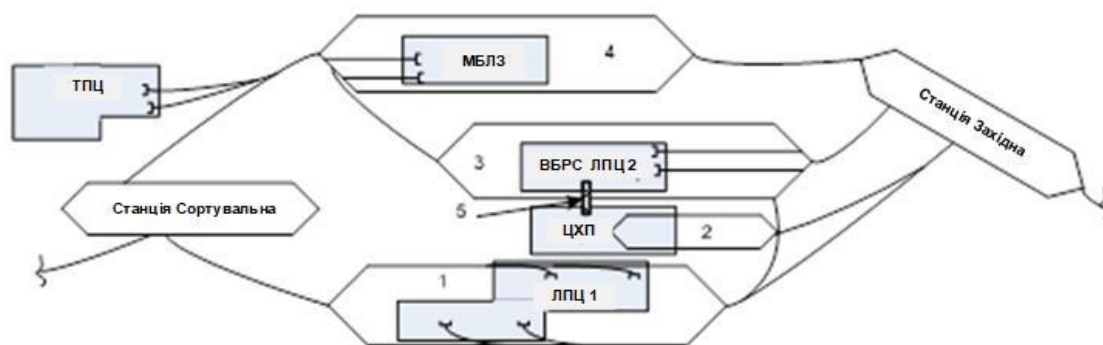 МБЛЗ
4
ТПЦ
Станція Західна
3
ВБРС ЛПЦ 2
Станція Сортувальна
5
ЦХП
2
1
ЛПЦ 1